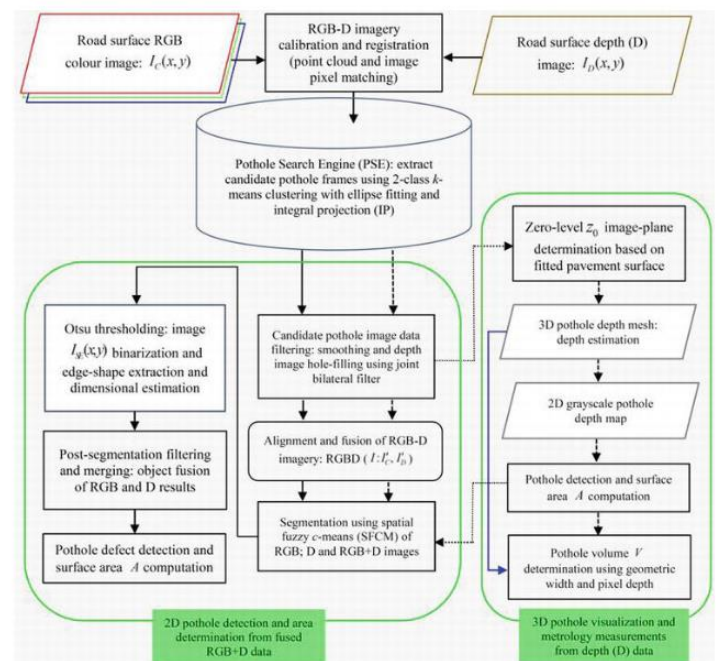 Road surface RGB
colour image: I_C(x, y)
RGB-D imagery
calibration and registration
(point cloud and image
pixel matching)
Road surface depth (D)
image: I_D(x, y)
Pothole Search Engine (PSE): extract
candidate pothole frames using 2-class k-
means clustering with ellipse fitting and
integral projection (IP)
Otsu thresholding: image
(x,y) binarization and
edge-shape extraction and
dimensional estimation
Post-segmentation filtering
and merging: object fusion
of RGB and D results
Pothole defect detection and
surface area A computation
Candidate pothole image data
filtering: smoothing and depth
image hole-filling using joint
bilateral filter
Alignment and fusion of RGB-D
imagery: RGBD ( I : I'_C, I'_D )
Segmentation using spatial
fuzzy c-means (SFCM) of
RGB; D and RGB+D images
2D pothole detection and area
determination from fused
RGB+D data
Zero-level z_0 image-plane
determination based on
fitted pavement surface
3D pothole depth mesh:
depth estimation
2D grayscale pothole
depth map
Pothole detection and surface
area A computation
Pothole volume V
determination using geometric
width and pixel depth
3D pothole visualization and
metrology measurements
from depth (D) data